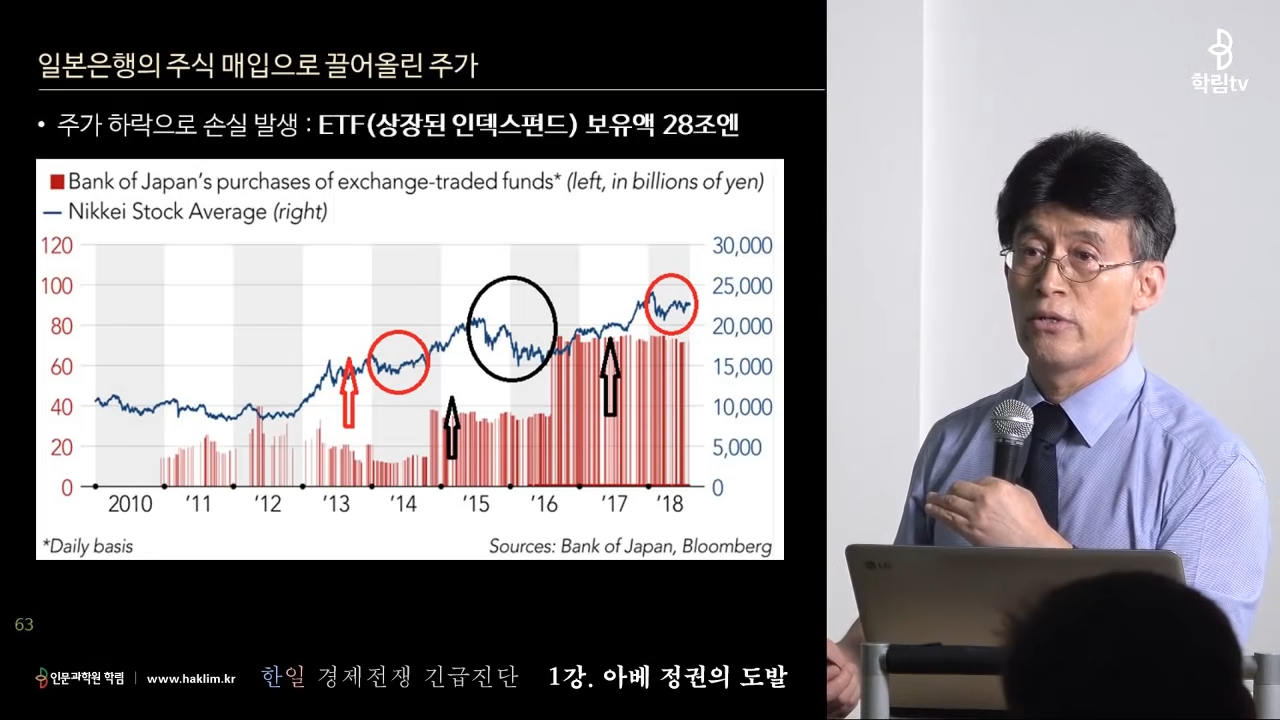 일본은행의 주식 매입으로 끌어올린 주가
학림tv
• 주가 하락으로 손실 발생 : ETF(상장된 인덱스펀드) 보유액 28조엔
Bank of Japan's purchases of exchange-traded funds* (left, in billions of yen)
Nikkei Stock Average (right)
120 30,000
100 25,000
80 20,000
60 15,000
40 10,000
20 5,000
0 0
2010 '11 '12 '13 '14 '15 '16 '17 '18
*Daily basis Sources: Bank of Japan, Bloomberg
LG
63
인문과학원 학림 | www.haklim.kr 한일 경제전쟁 긴급진단 1강. 아베 정권의 도발